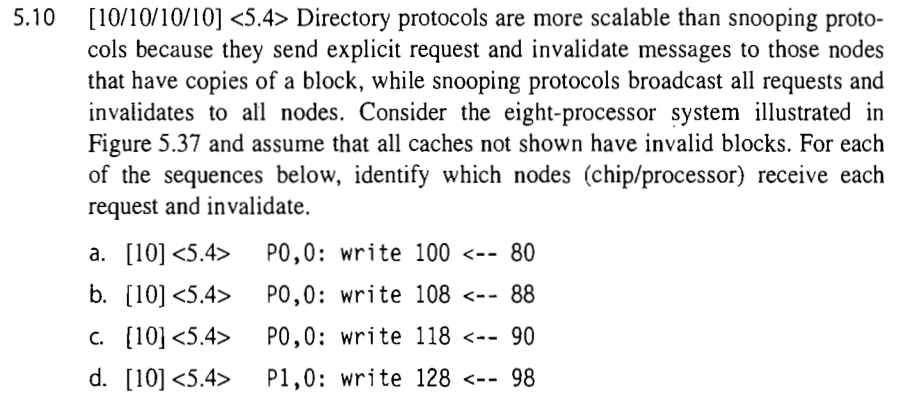 5.10 [10/10/10/10] <5.4> Directory protocols are more scalable than snooping proto-
cols because they send explicit request and invalidate messages to those nodes
that have copies of a block, while snooping protocols broadcast all requests and
invalidates to all nodes. Consider the eight-processor system illustrated in
Figure 5.37 and assume that all caches not shown have invalid blocks. For each
of the sequences below, identify which nodes (chip/processor) receive each
request and invalidate.
a. [10] <5.4> P0,0: write 100 <-- 80
b. [10] <5.4> P0,0: write 108 <-- 88
c. [10] <5.4> P0,0: write 118 <-- 90
d. [10] <5.4> P1,0: write 128 <-- 98